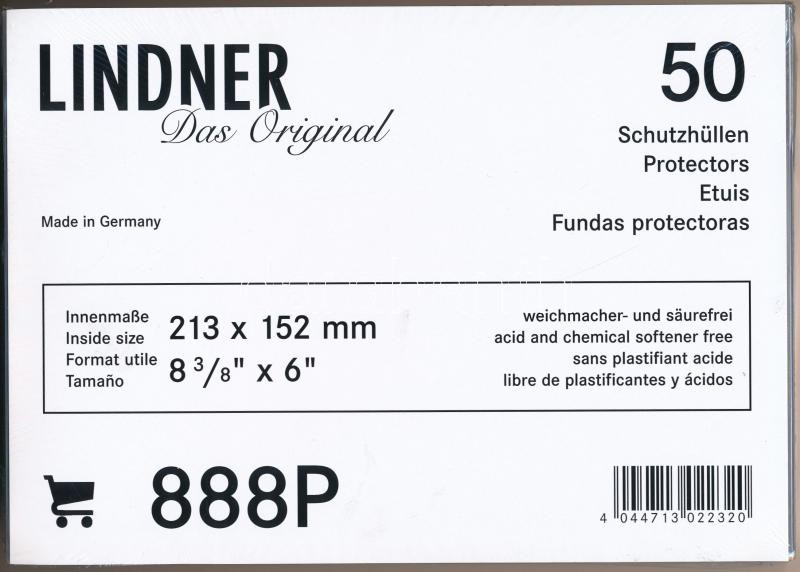 LINDNER
Das Original
50
Schutzhüllen
Protectors
Etuis
Fundas protectoras
Made in Germany
Innenmaße
Inside size
Format utile
Tamaño
213 x 152 mm
8 3/8" x 6"
weichmacher- und säurefrei
acid and chemical softener free
sans plastifiant acide
libre de plastificantes y ácidos
888P
4 044713 022320